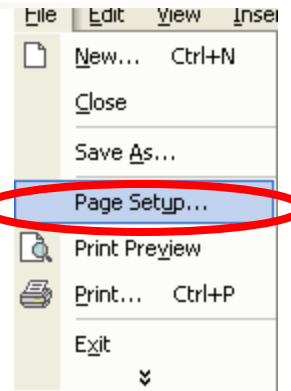 File Edit View Inse
New... Ctrl+N
Close
Save As...
Page Setup...
Print Preview
Print... Ctrl+P
Exit